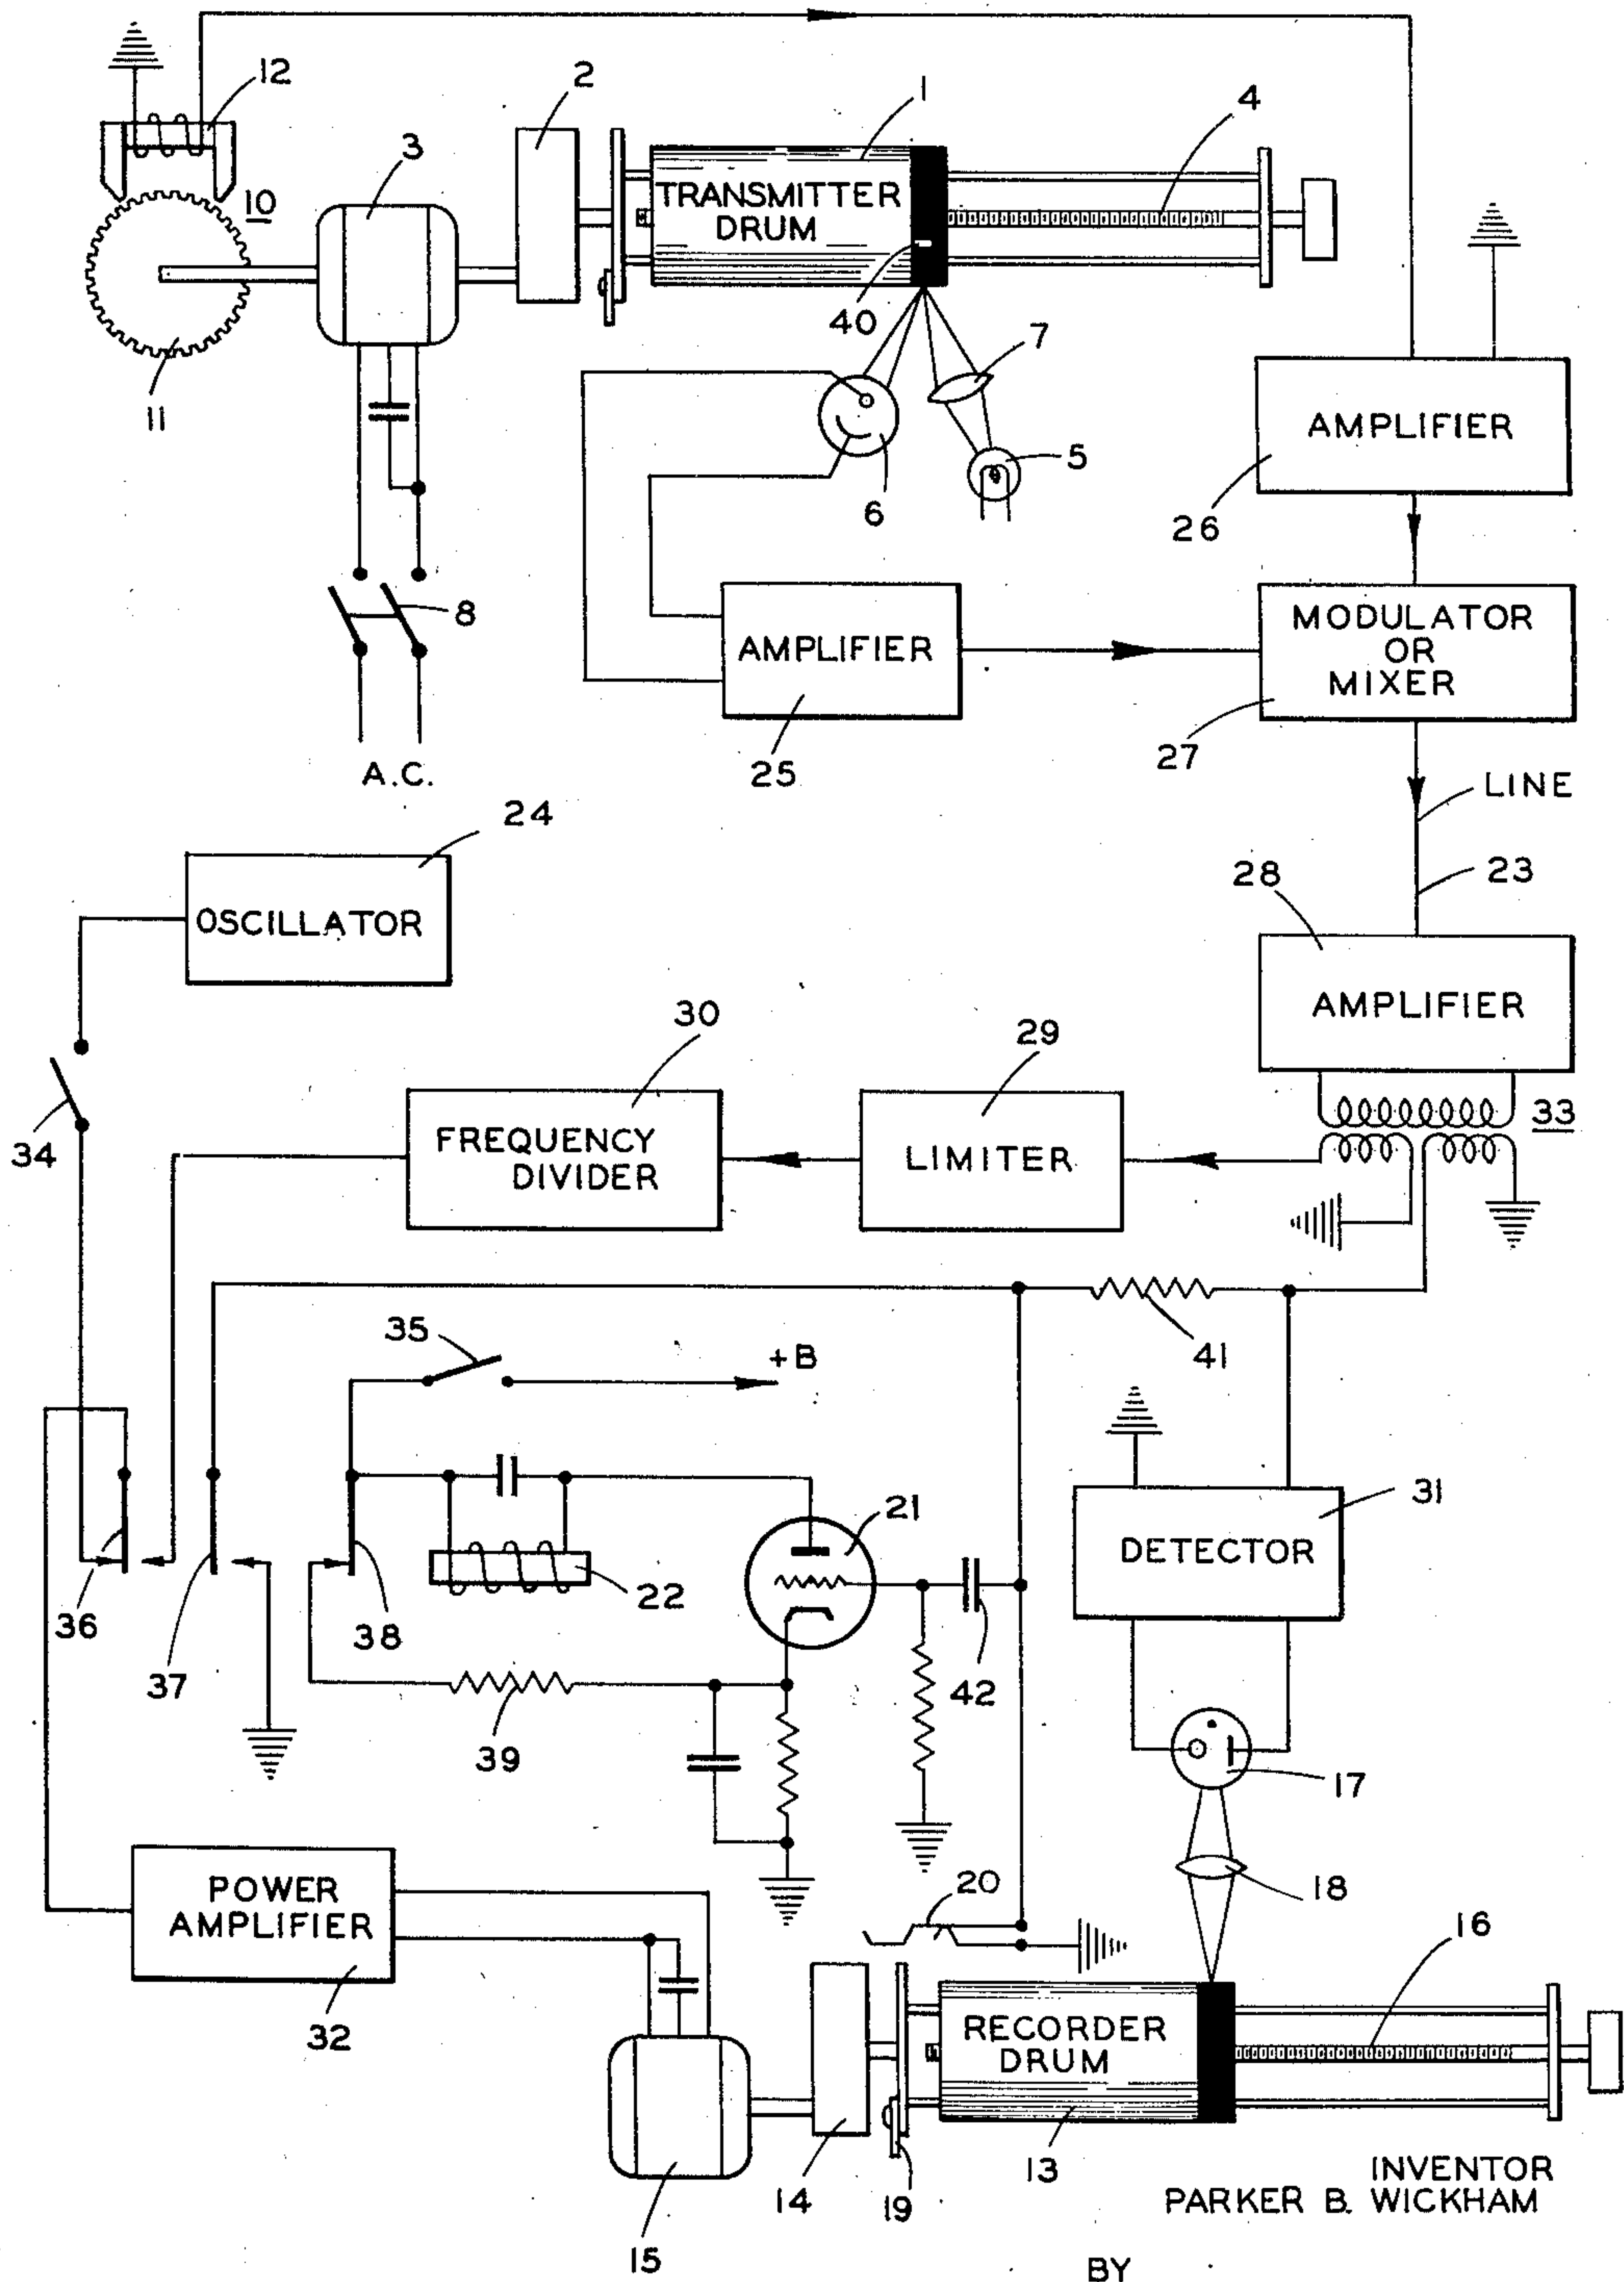 12
2
1
4
3
10
TRANSMITTER
DRUM
40
7
11
5
6
AMPLIFIER
26
8
AMPLIFIER
25
MODULATOR
OR
MIXER
27
A.C.
LINE
24
OSCILLATOR
28
23
AMPLIFIER
30
29
34
FREQUENCY
DIVIDER
LIMITER
33
35
+B
41
21
31
DETECTOR
22
36
38
37
42
39
17
20
18
POWER
AMPLIFIER
16
32
RECORDER
DRUM
13
14
19
15
INVENTOR
PARKER B. WICKHAM
BY